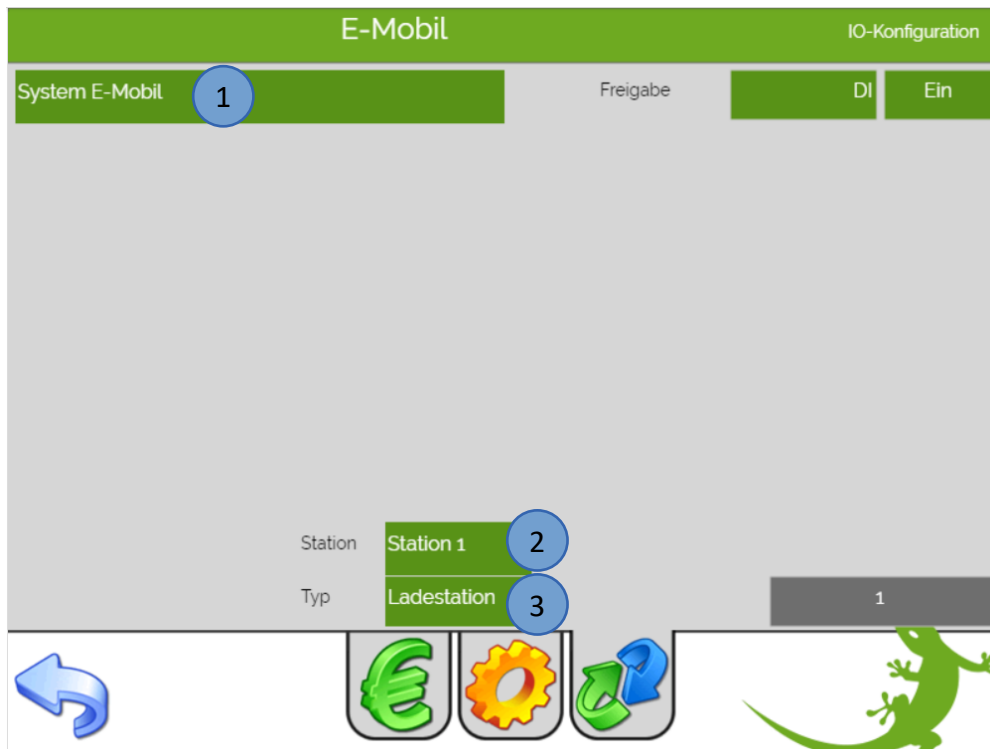 E-Mobil
IO-Konfiguration
System E-Mobil
1
Freigabe
DI
Ein
Station
Station 1
2
Typ
Ladestation
3
1